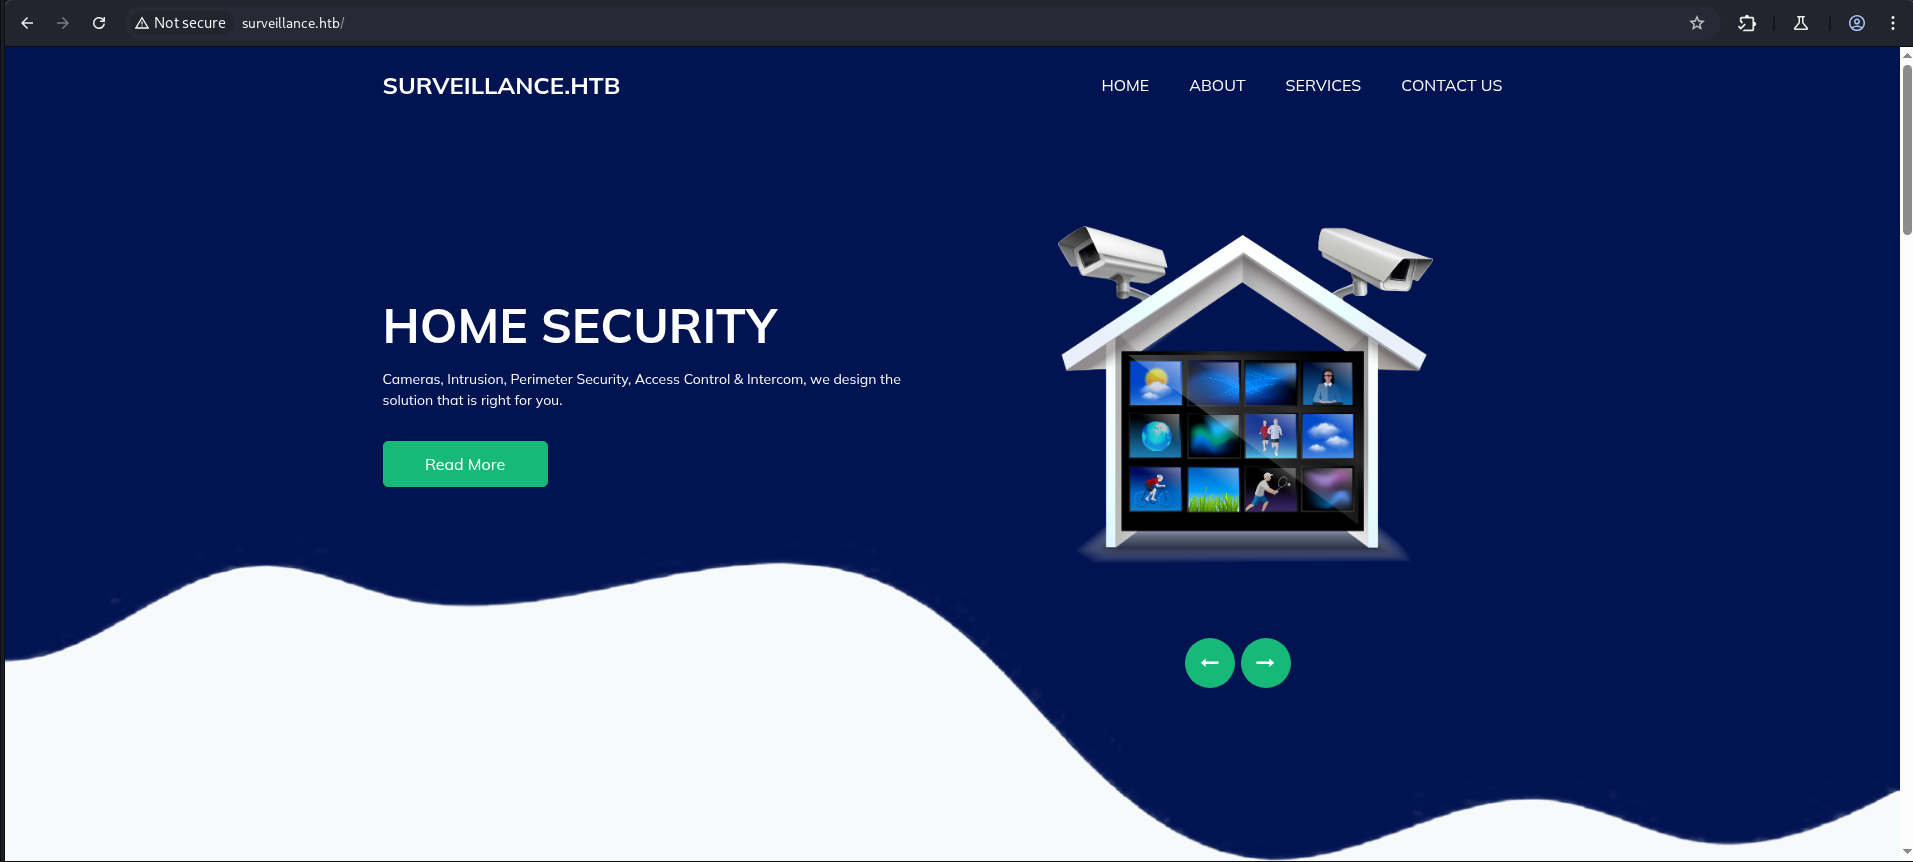 Not secure surveillance.htb/
SURVEILLANCE.HTB HOME ABOUT SERVICES CONTACT US
HOME SECURITY
Cameras, Intrusion, Perimeter Security, Access Control & Intercom, we design the
solution that is right for you.
Read More